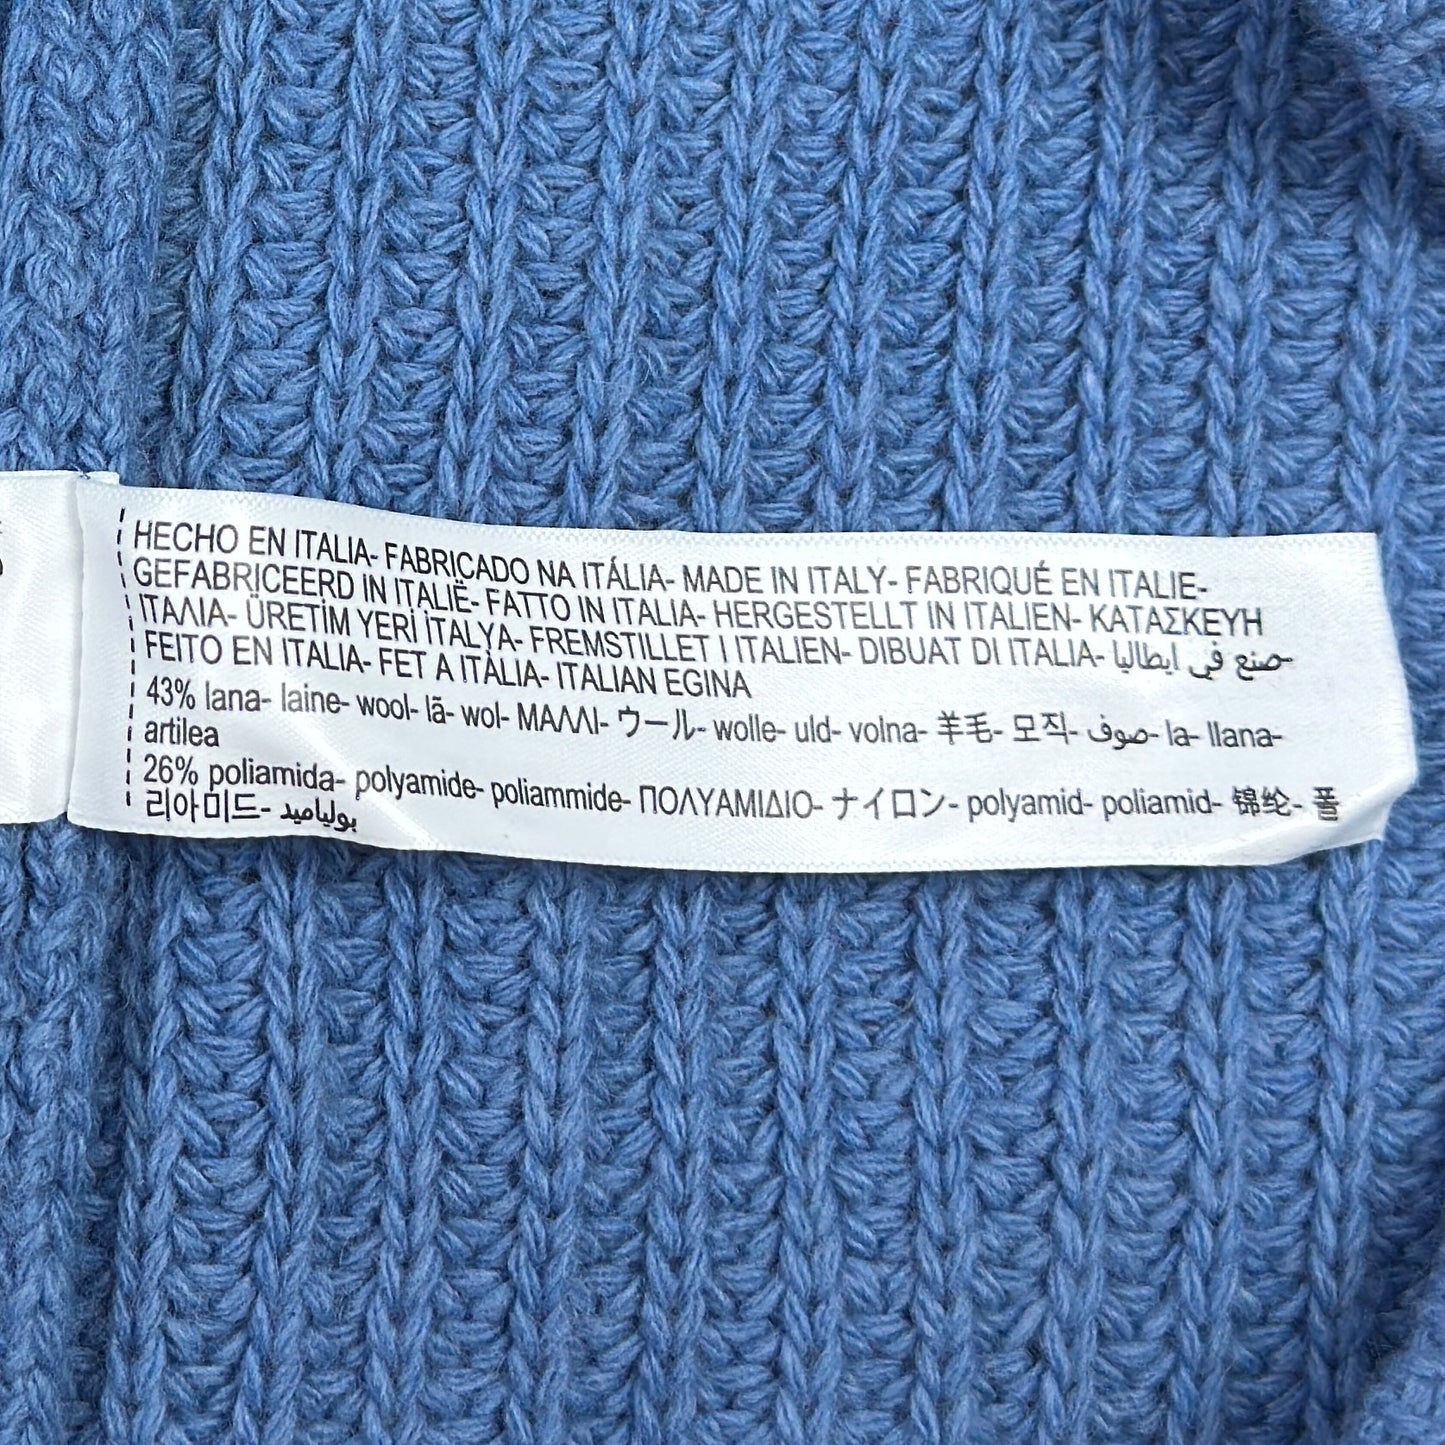 HECHO EN ITALIA- FABRICADO NA ITÁLIA- MADE IN ITALY- FABRIQUÉ EN ITALIE-
GEFABRICEERD IN ITALIË- FATTO IN ITALIA- HERGESTELLT IN ITALIEN- ΚΑΤΑΣΚΕΥΗ
ΙΤΑΛΙΑ- ÜRETİM YERİ İTALYA- FREMSTILLET I ITALIEN- DIBUAT DI ITALIA- صنع في ايطاليا-
FEITO EN ITALIA- FET A ITÀLIA- ITALIAN EGINA
43% lana- laine- wool- lã- wol- ΜΑΛΛΙ- ウール- wolle- uld- volna- 羊毛- 모직- صوف- la- llana-
artilea
26% poliamida- polyamide- poliammide- ΠΟΛΥΑΜΙΔΙΟ- ナイロン- polyamid- poliamid- 锦纶- 폴
리아미드- بولياميد